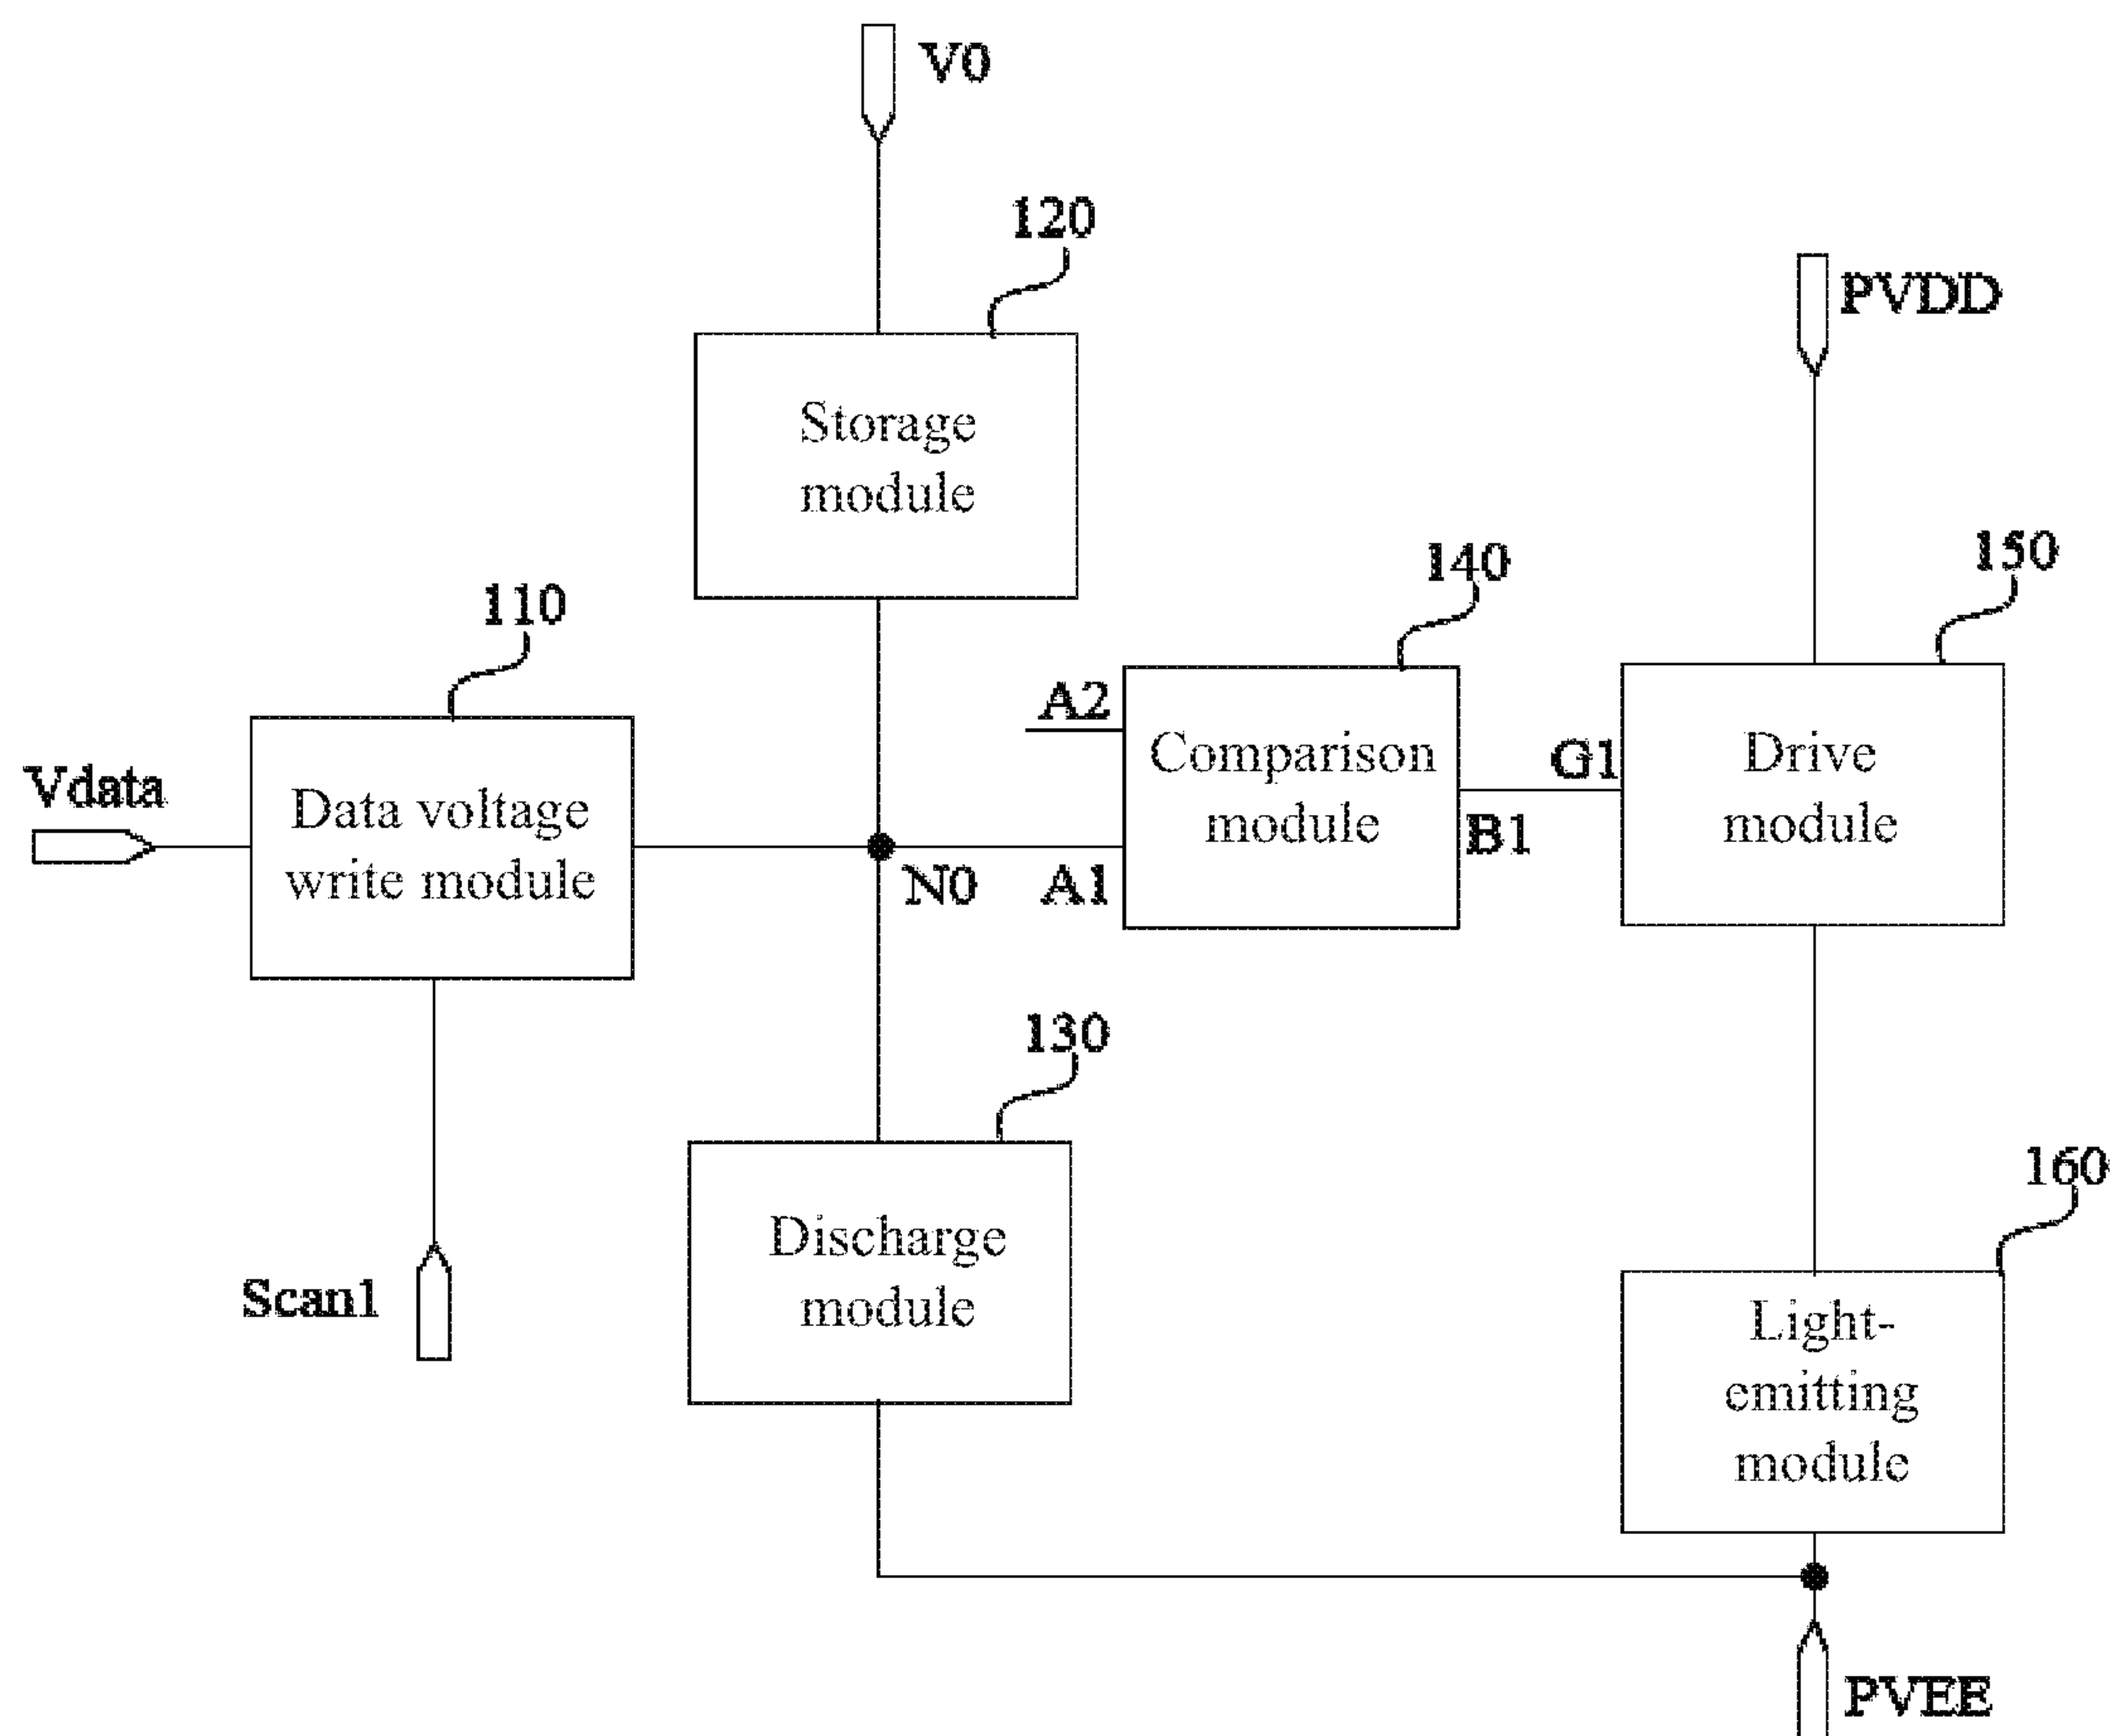 V0
120
PVDD
Storage
module
140
150
110
A2
Comparison
module
G1
Drive
module
Vdata
Data voltage
write module
B1
N0
A1
130
160
Discharge
module
Scan1
Light-
emitting
module
PVEE